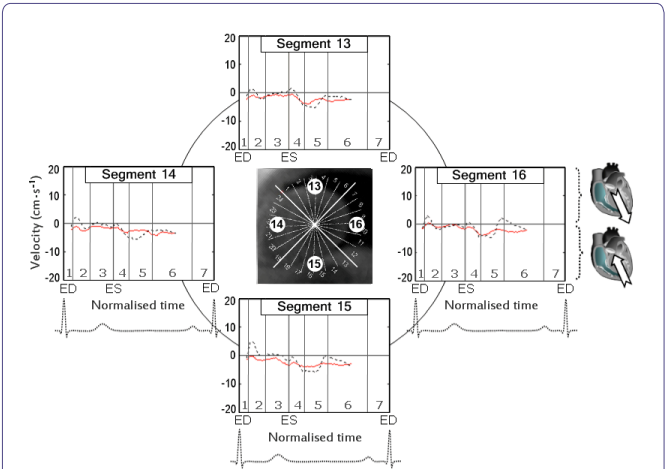 Segment 13
20
10
0
-10
-20
1 2 3 4 5 6 7
ED ES ED
Segment 14
20
10
0
-10
-20
Velocity (cm·s-1)
1 2 3 4 5 6 7
ED ES ED
Normalised time
13
14 16
15
Segment 16
20
10
0
-10
-20
1 2 3 4 5 6 7
ED ES ED
Normalised time
Segment 15
20
10
0
-10
-20
1 2 3 4 5 6 7
ED ES ED
Normalised time